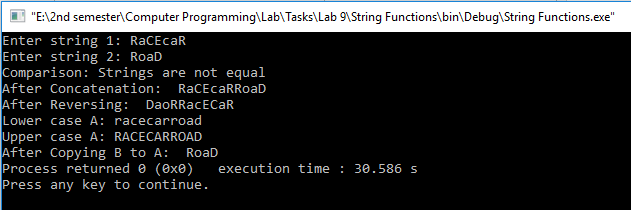 "E:\2nd semester\Computer Programming\Lab\Tasks\Lab 9\String Functions\bin\Debug\String Functions.exe"
Enter string 1: RaCEcaR
Enter string 2: RoaD
Comparison: Strings are not equal
After Concatenation:  RaCEcaRRoaD
After Reversing:  DaoRRacECaR
Lower case A: racecarroad
Upper case A: RACECARROAD
After Copying B to A:  RoaD
Process returned 0 (0x0)   execution time : 30.586 s
Press any key to continue.